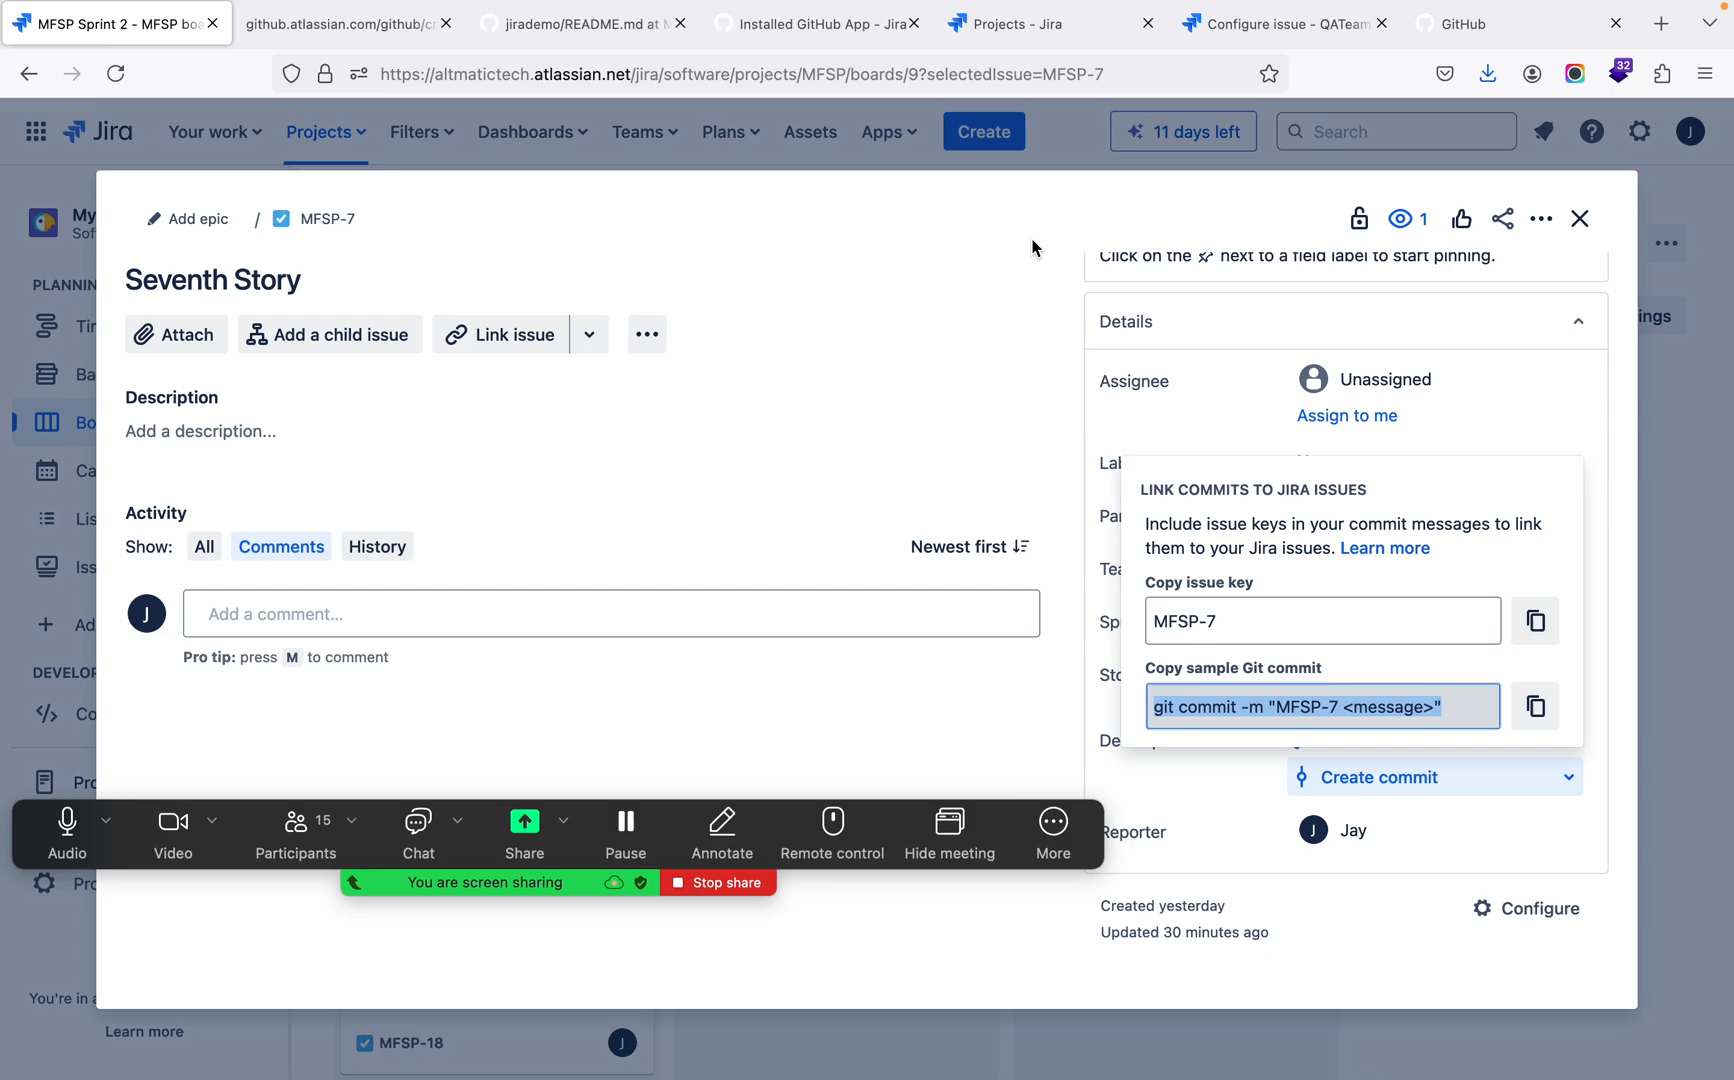 MFSP Sprint 2 - MFSP boa
github.atlassian.com/github/cr
jirademo/README.md at M
Installed GitHub App - Jira
Projects - Jira
Configure issue - QATeam
GitHub
https://altmatictech.atlassian.net/jira/software/projects/MFSP/boards/9?selectedIssue=MFSP-7
32
Jira
Your work
Projects
Filters
Dashboards
Teams
Plans
Assets
Apps
Create
11 days left
Search
J
My
Sof
Add epic / MFSP-7
1
Click on the next to a field label to start pinning.
Seventh Story
PLANNIN
Attach
Add a child issue
Link issue
Details
ings
Tir
Assignee
Unassigned
Ba
Description
Assign to me
Bo
Add a description...
Lab
Ca
LINK COMMITS TO JIRA ISSUES
Activity
Lis
Par
Include issue keys in your commit messages to link
Show:
All
Comments
History
Newest first
them to your Jira issues. Learn more
Iss
Tea
Copy issue key
J
Add a comment...
Ad
Sp
MFSP-7
Pro tip: press M to comment
DEVELOP
Sto
Copy sample Git commit
Co
git commit -m "MFSP-7 <message>"
De
Pro
Create commit
15
Reporter
J
Jay
Audio
Video
Participants
Chat
Share
Pause
Annotate
Remote control
Hide meeting
More
Pro
You are screen sharing
Stop share
Created yesterday
Configure
Updated 30 minutes ago
You're in a
Learn more
MFSP-18
J